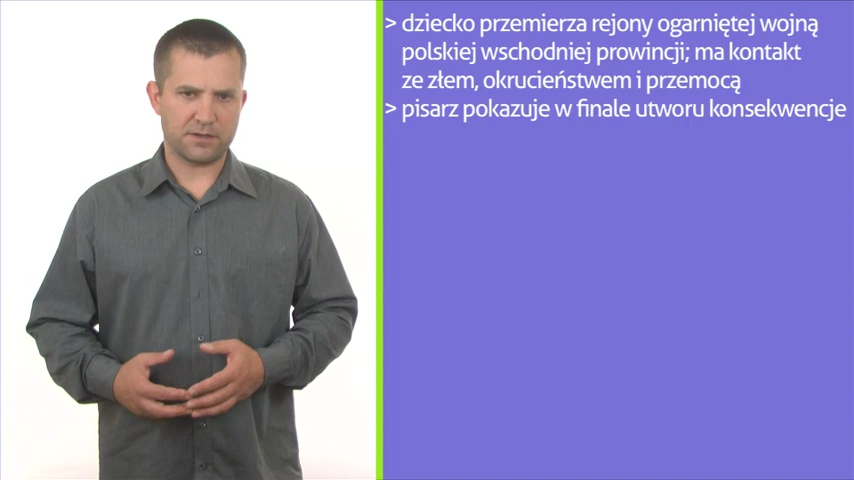 > dziecko przemierza rejony ogarniętej wojną
polskiej wschodniej prowincji; ma kontakt
ze złem, okrucieństwem i przemocą
> pisarz pokazuje w finale utworu konsekwencje